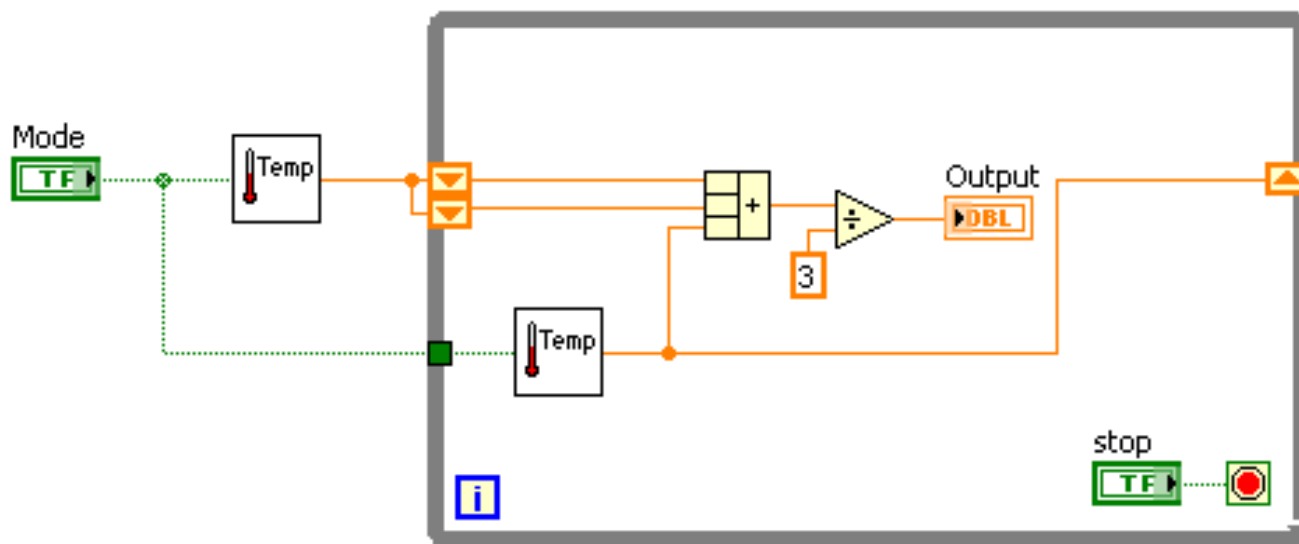 Mode
TF
Temp
+
÷
3
Output
DBL
Temp
stop
TF
i